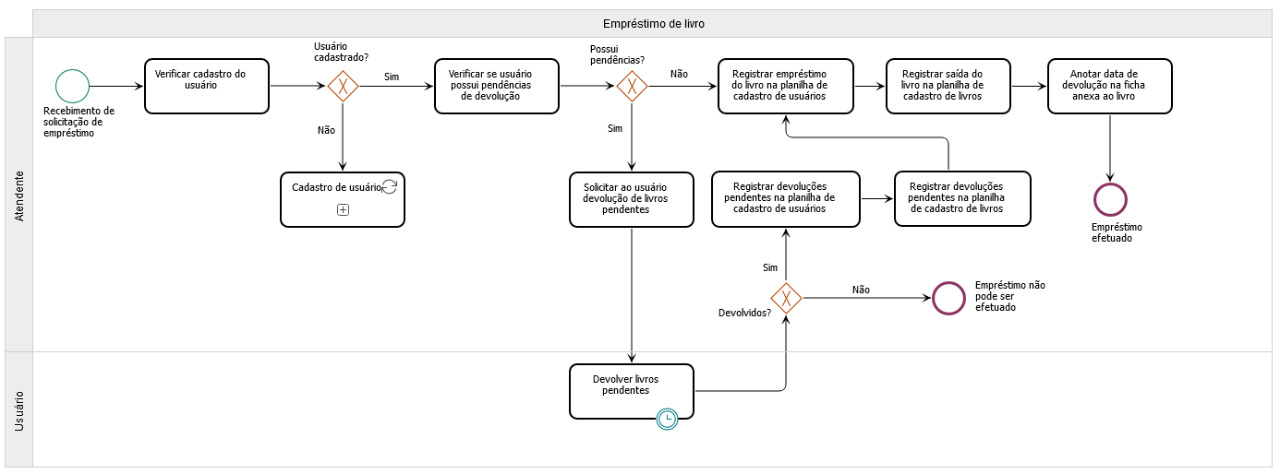 Empréstimo de livro
Atendente
Usuário
Recebimento de
solicitação de
empréstimo
Verificar cadastro do
usuário
Usuário
cadastrado?
Sim
Não
Cadastro de usuário
Verificar se usuário
possui pendências
de devolução
Possui
pendências?
Não
Sim
Registrar empréstimo
do livro na planilha de
cadastro de usuários
Registrar saída do
livro na planilha de
cadastro de livros
Anotar data de
devolução na ficha
anexa ao livro
Empréstimo
efetuado
Solicitar ao usuário
devolução de livros
pendentes
Registrar devoluções
pendentes na planilha de
cadastro de usuários
Registrar devoluções
pendentes na planilha
de cadastro de livros
Sim
Devolvidos?
Não
Empréstimo não
pode ser
efetuado
Devolver livros
pendentes